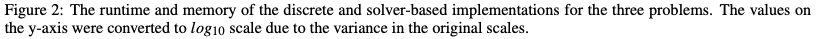 Figure 2: The runtime and memory of the discrete and solver-based implementations for the three problems. The values on
the y-axis were converted to log10 scale due to the variance in the original scales.